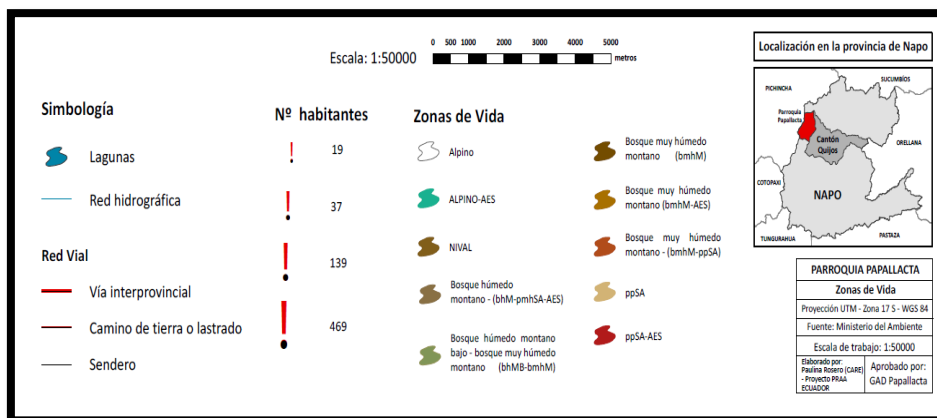 Escala: 1:50000
0 500 1000 2000 3000 4000 5000
metros
Simbología
Lagunas
Red hidrográfica
Red Vial
Vía interprovincial
Camino de tierra o lastrado
Sendero
Nº habitantes
! 19
! 37
! 139
! 469
Zonas de Vida
Alpino
ALPINO-AES
NIVAL
Bosque húmedo
montano - (bhM-pmhSA-AES)
Bosque húmedo montano
bajo - bosque muy húmedo
montano (bhMB-bmhM)
Bosque muy húmedo
montano (bmhM)
Bosque muy húmedo
montano (bmhM-AES)
Bosque muy húmedo
montano - (bmhM-ppSA)
ppSA
ppSA-AES
Localización en la provincia de Napo
PICHINCHA
SUCUMBÍOS
Parroquia
Papallacta
Cantón
Quijos
ORELLANA
COTOPAXI
NAPO
TUNGURAHUA
PASTAZA
PARROQUIA PAPALLACTA
Zonas de Vida
Proyección UTM - Zona 17 S - WGS 84
Fuente: Ministerio del Ambiente
Escala de trabajo: 1:50000
Elaborado por:
Paulina Rosero (CARE)
- Proyecto PRAA
ECUADOR
Aprobado por:
GAD Papallacta